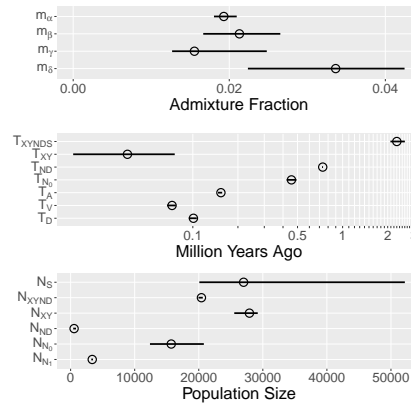 mα
mβ
mγ
mδ
0.00 0.02 0.04
Admixture Fraction
TXYNDS
TXY
TND
TN0
TA
TV
TD
0.1 0.5 1 2
Million Years Ago
NS
NXYND
NXY
NND
NN0
NN1
0 10000 20000 30000 40000 50000
Population Size